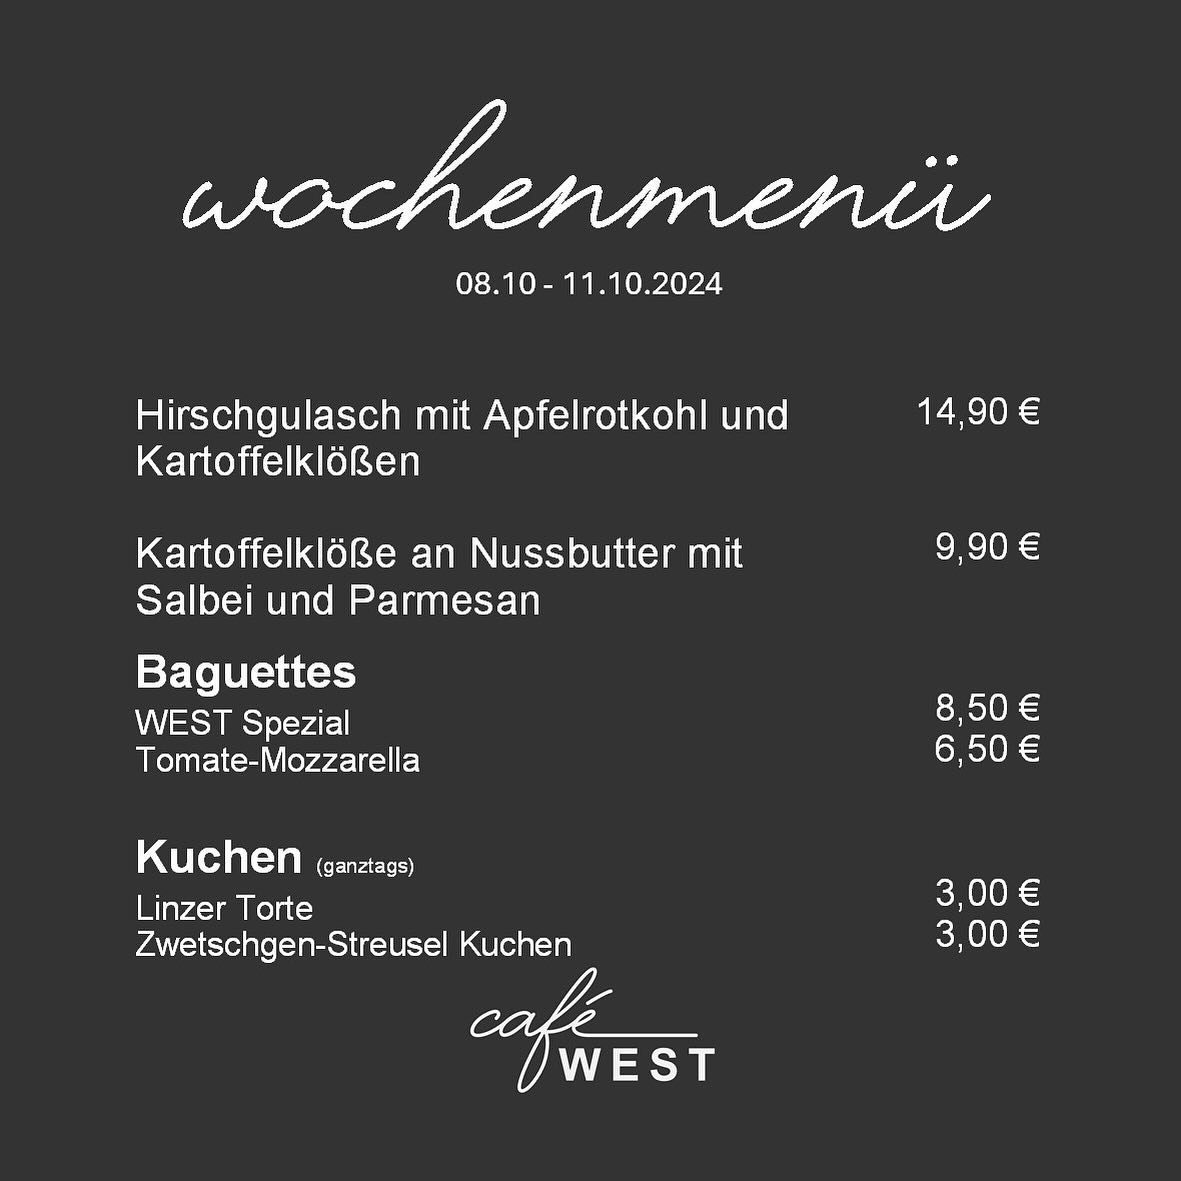 wochenmenü
08.10 - 11.10.2024
Hirschgulasch mit Apfelrotkohl und 14,90 €
Kartoffelklößen
Kartoffelklöße an Nussbutter mit 9,90 €
Salbei und Parmesan
Baguettes
WEST Spezial 8,50 €
Tomate-Mozzarella 6,50 €
Kuchen (ganztags)
Linzer Torte 3,00 €
Zwetschgen-Streusel Kuchen 3,00 €
café
WEST